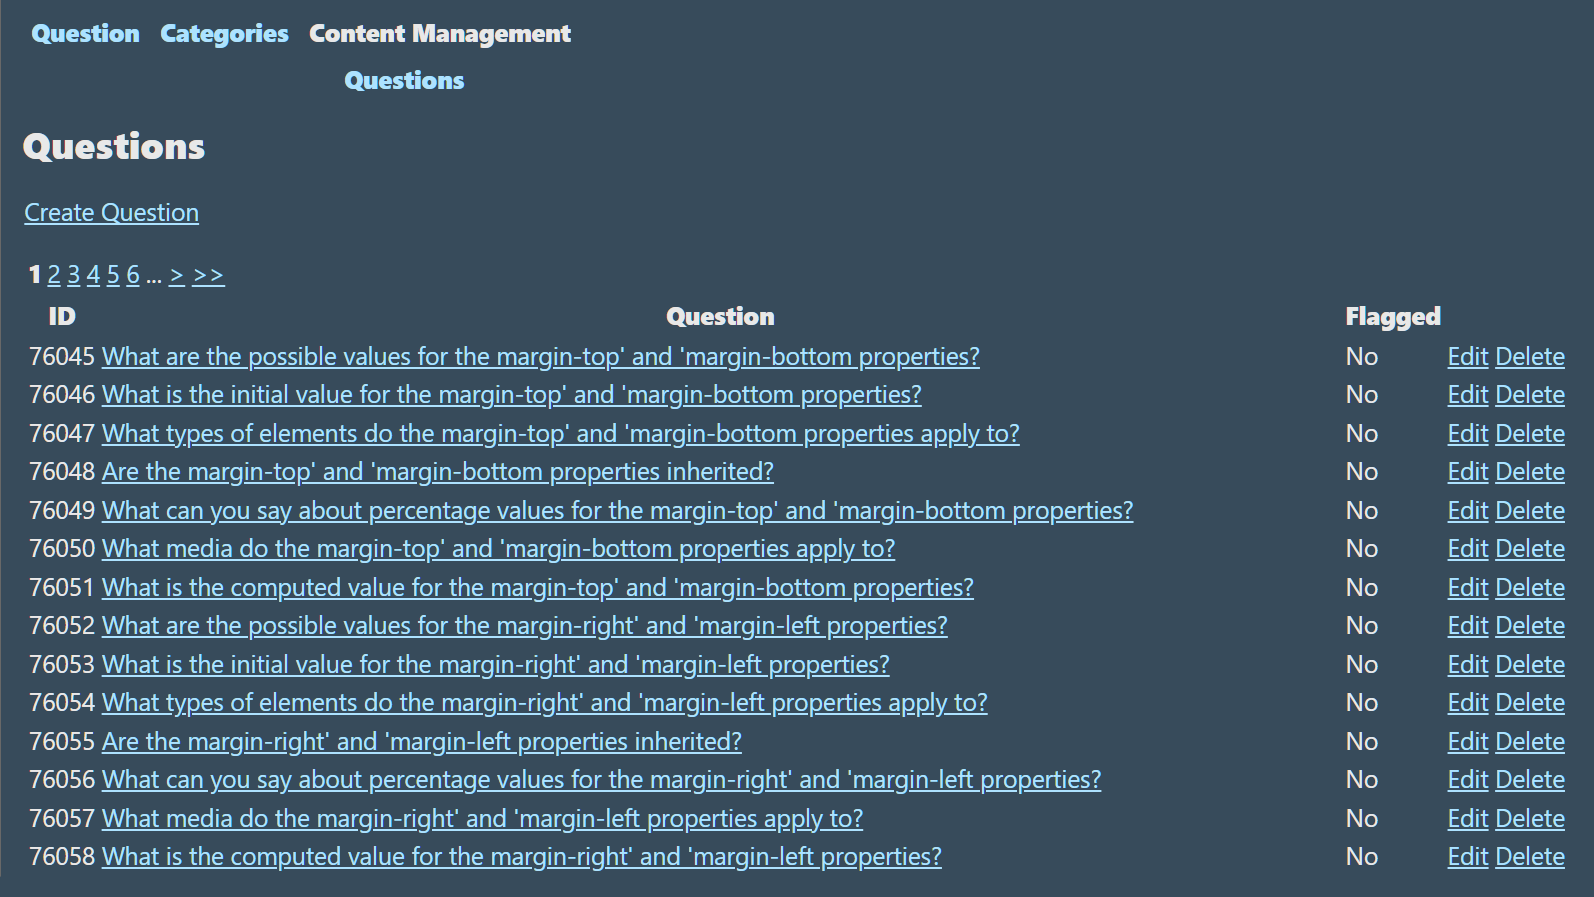 Question Categories Content Management
Questions
Questions
Create Question
1 2 3 4 5 6 ... > >>
ID Question Flagged
76045 What are the possible values for the margin-top' and 'margin-bottom properties? No Edit Delete
76046 What is the initial value for the margin-top' and 'margin-bottom properties? No Edit Delete
76047 What types of elements do the margin-top' and 'margin-bottom properties apply to? No Edit Delete
76048 Are the margin-top' and 'margin-bottom properties inherited? No Edit Delete
76049 What can you say about percentage values for the margin-top' and 'margin-bottom properties? No Edit Delete
76050 What media do the margin-top' and 'margin-bottom properties apply to? No Edit Delete
76051 What is the computed value for the margin-top' and 'margin-bottom properties? No Edit Delete
76052 What are the possible values for the margin-right' and 'margin-left properties? No Edit Delete
76053 What is the initial value for the margin-right' and 'margin-left properties? No Edit Delete
76054 What types of elements do the margin-right' and 'margin-left properties apply to? No Edit Delete
76055 Are the margin-right' and 'margin-left properties inherited? No Edit Delete
76056 What can you say about percentage values for the margin-right' and 'margin-left properties? No Edit Delete
76057 What media do the margin-right' and 'margin-left properties apply to? No Edit Delete
76058 What is the computed value for the margin-right' and 'margin-left properties? No Edit Delete